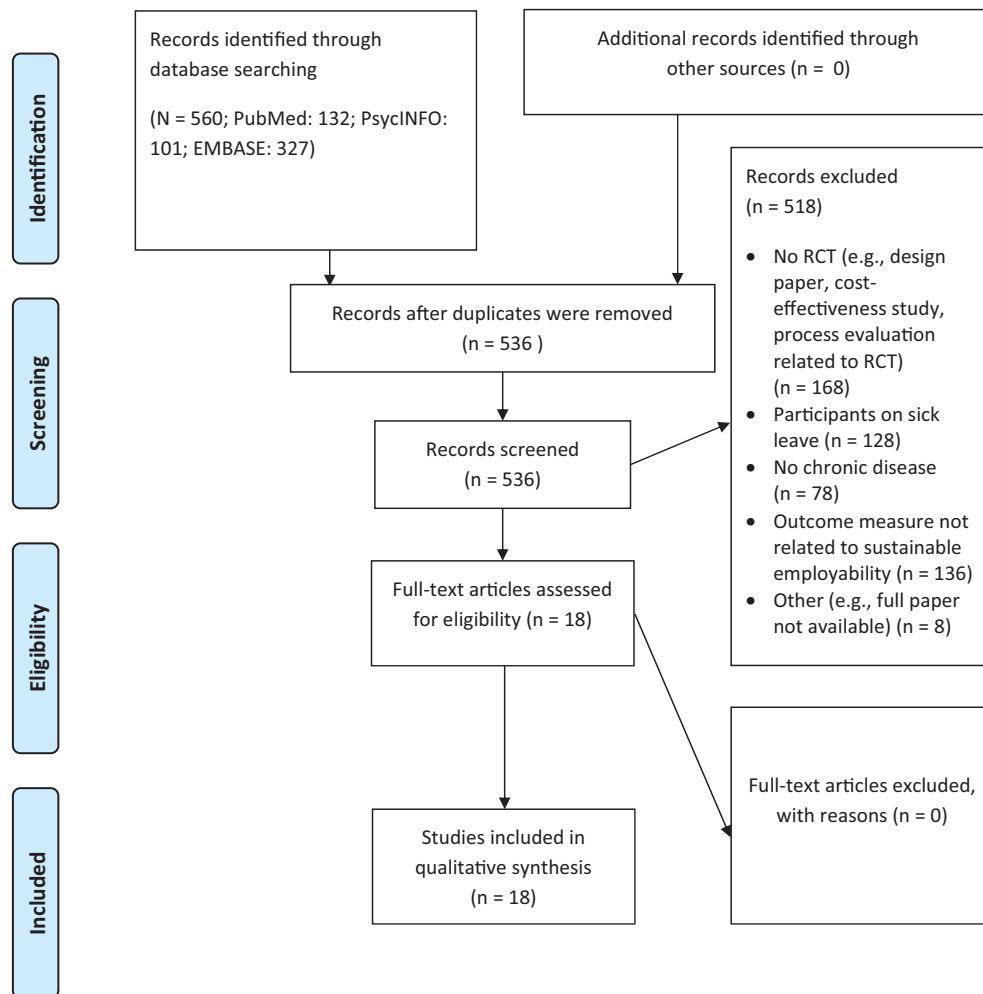 Identification
Records identified through
database searching
(N = 560; PubMed: 132; PsycINFO:
101; EMBASE: 327)
Additional records identified through
other sources (n =  0)
Records excluded
(n = 518)
• No RCT (e.g., design
paper, cost-
effectiveness study,
process evaluation
related to RCT)
(n = 168)
• Participants on sick
leave (n = 128)
• No chronic disease
(n = 78)
• Outcome measure not
related to sustainable
employability (n = 136)
• Other (e.g., full paper
not available) (n = 8)
Screening
Records after duplicates were removed
(n = 536 )
Records screened
(n = 536)
Eligibility
Full-text articles assessed
for eligibility (n = 18)
Full-text articles excluded,
with reasons (n = 0)
Included
Studies included in
qualitative synthesis
(n = 18)